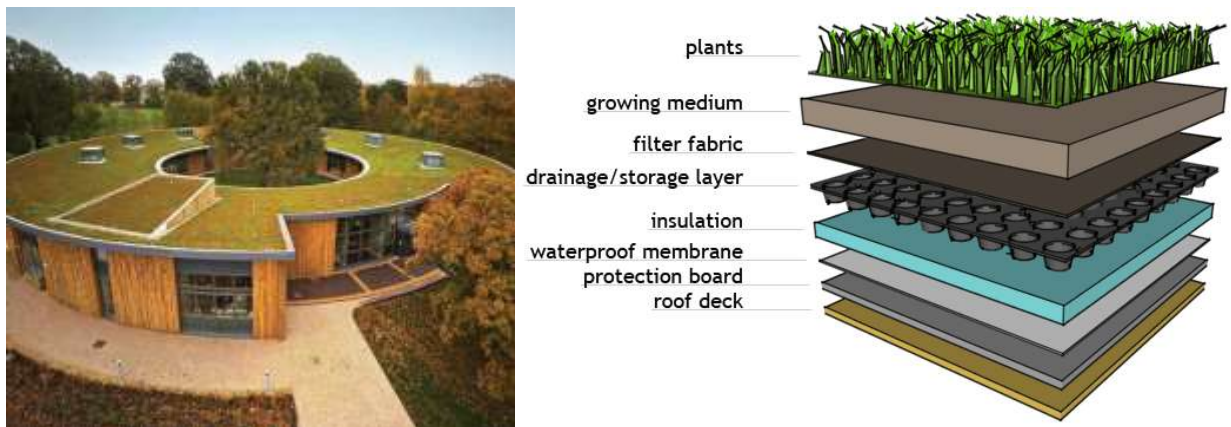 plants
growing medium
filter fabric
drainage/storage layer
insulation
waterproof membrane
protection board
roof deck